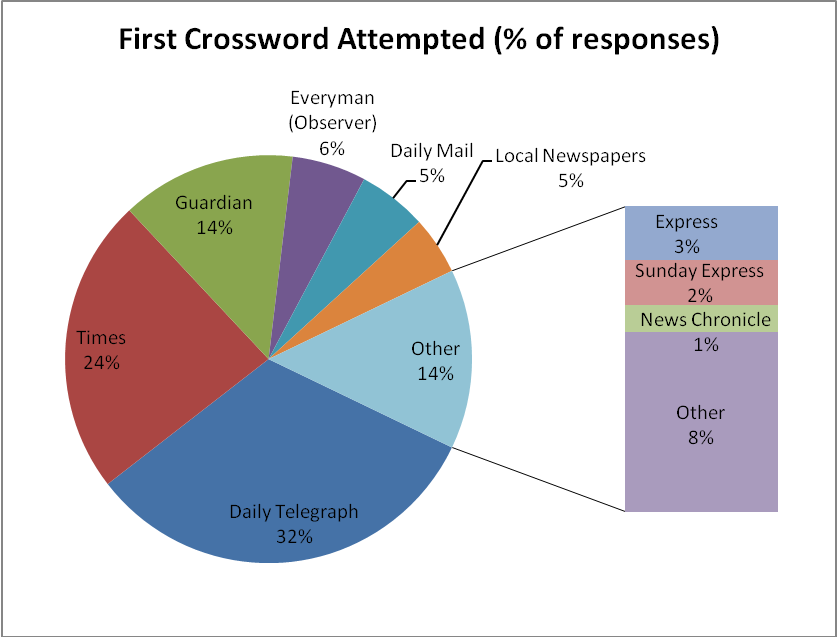 First Crossword Attempted (% of responses)
Everyman
(Observer)
6%
Daily Mail
5%
Local Newspapers
5%
Guardian
14%
Times
24%
Other
14%
Daily Telegraph
32%
Express
3%
Sunday Express
2%
News Chronicle
1%
Other
8%